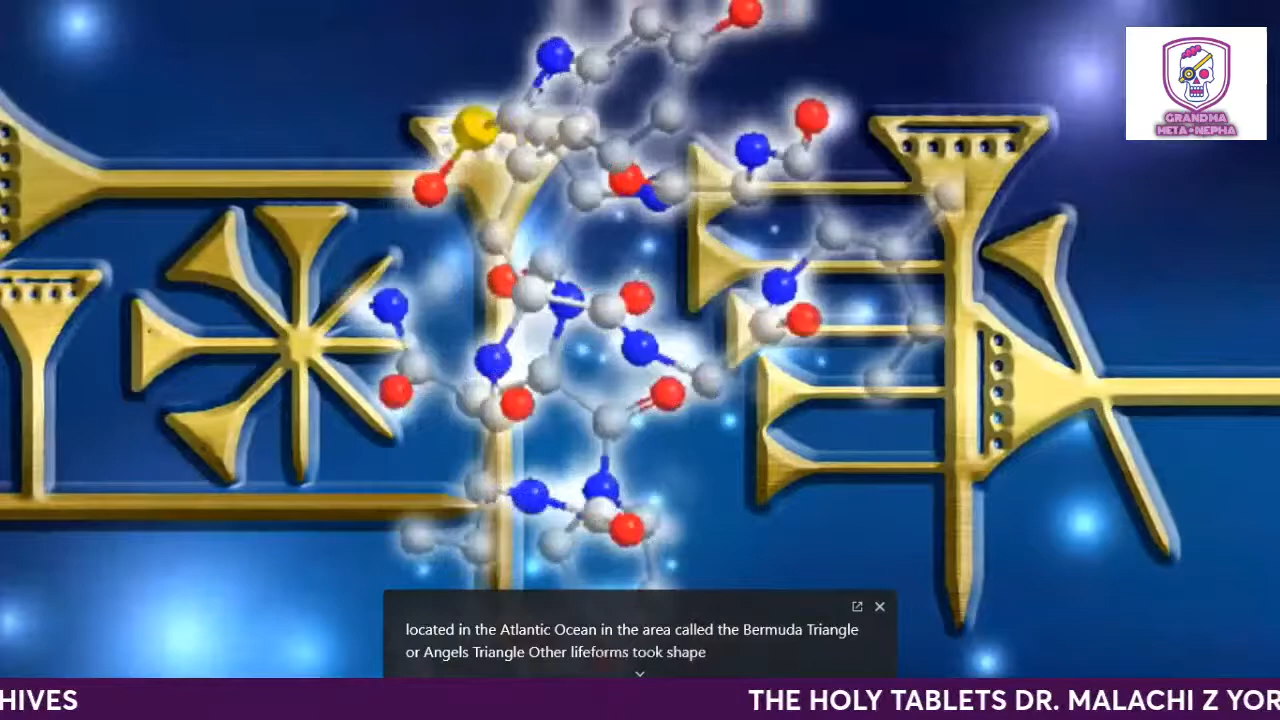 GRANDMA
META•NEPHA
located in the Atlantic Ocean in the area called the Bermuda Triangle
or Angels Triangle Other lifeforms took shape
HIVES
THE HOLY TABLETS DR. MALACHI Z YOR